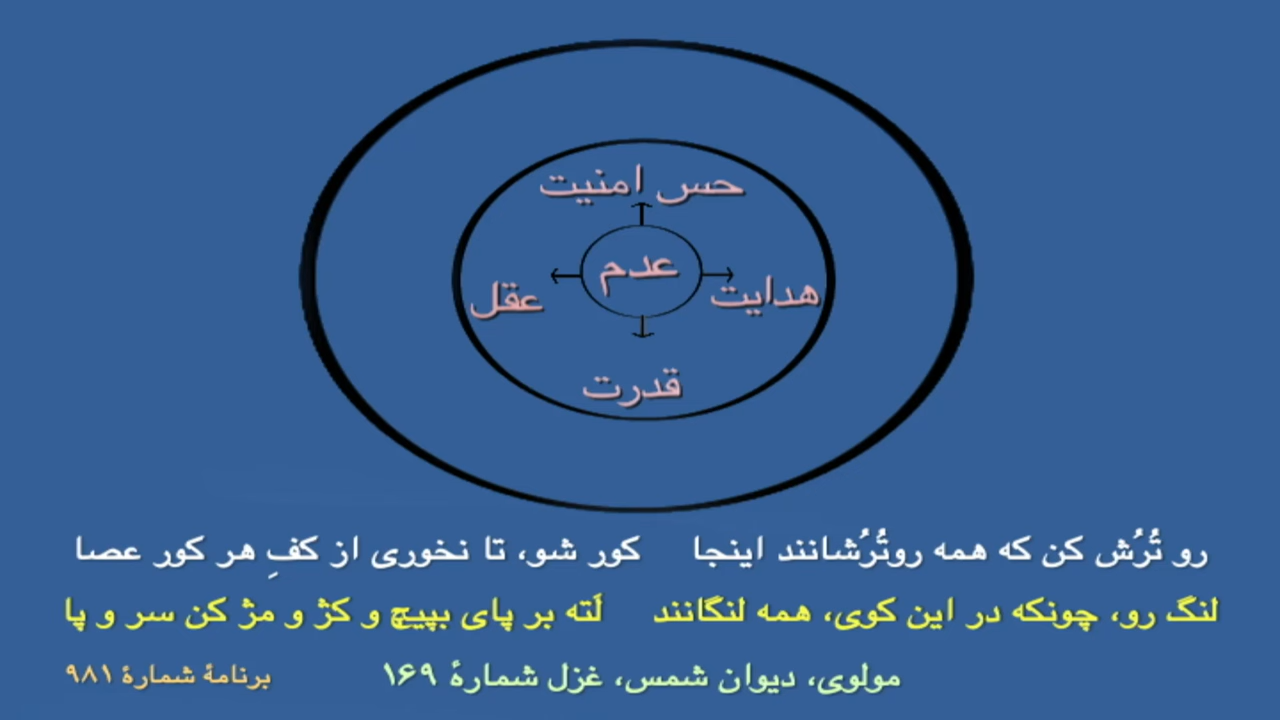 حس امنیت
عدم
هدایت
عقل
قدرت
رو تُرُش کن که همه روتُرُشانند اینجا کور شو، تا نخوری از کفِ هر کور عصا
لنگ رو، چونکه در این کوی، همه لنگانند لَته بر پای بپیچ و کژ و مژ کن سر و پا
مولوی، دیوان شمس، غزل شمارهٔ ۱۶۹ برنامهٔ شمارهٔ ۹۸۱